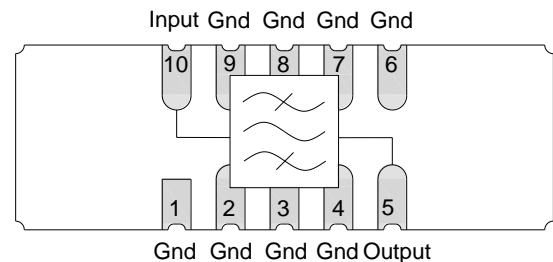 Input Gnd Gnd Gnd Gnd
10 9 8 7 6
1 2 3 4 5
Gnd Gnd Gnd Gnd Output